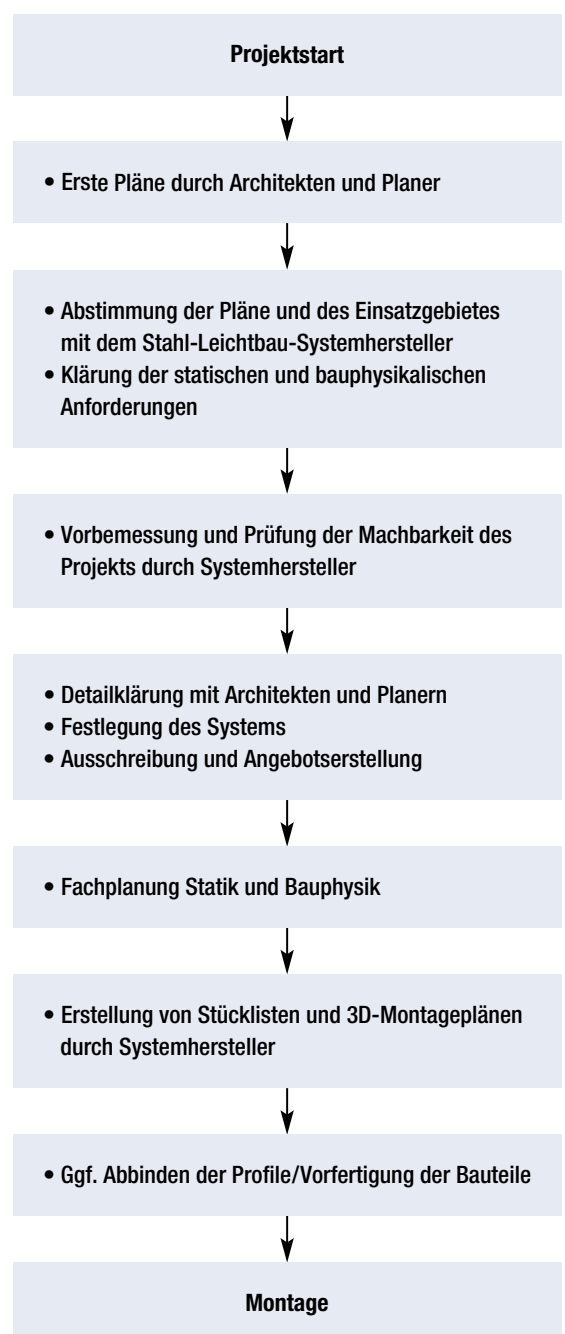 Projektstart
• Erste Pläne durch Architekten und Planer
• Abstimmung der Pläne und des Einsatzgebietes
mit dem Stahl-Leichtbau-Systemhersteller
• Klärung der statischen und bauphysikalischen
Anforderungen
• Vorbemessung und Prüfung der Machbarkeit des
Projekts durch Systemhersteller
• Detailklärung mit Architekten und Planern
• Festlegung des Systems
• Ausschreibung und Angebotserstellung
• Fachplanung Statik und Bauphysik
• Erstellung von Stücklisten und 3D-Montageplänen
durch Systemhersteller
• Ggf. Abbinden der Profile/Vorfertigung der Bauteile
Montage